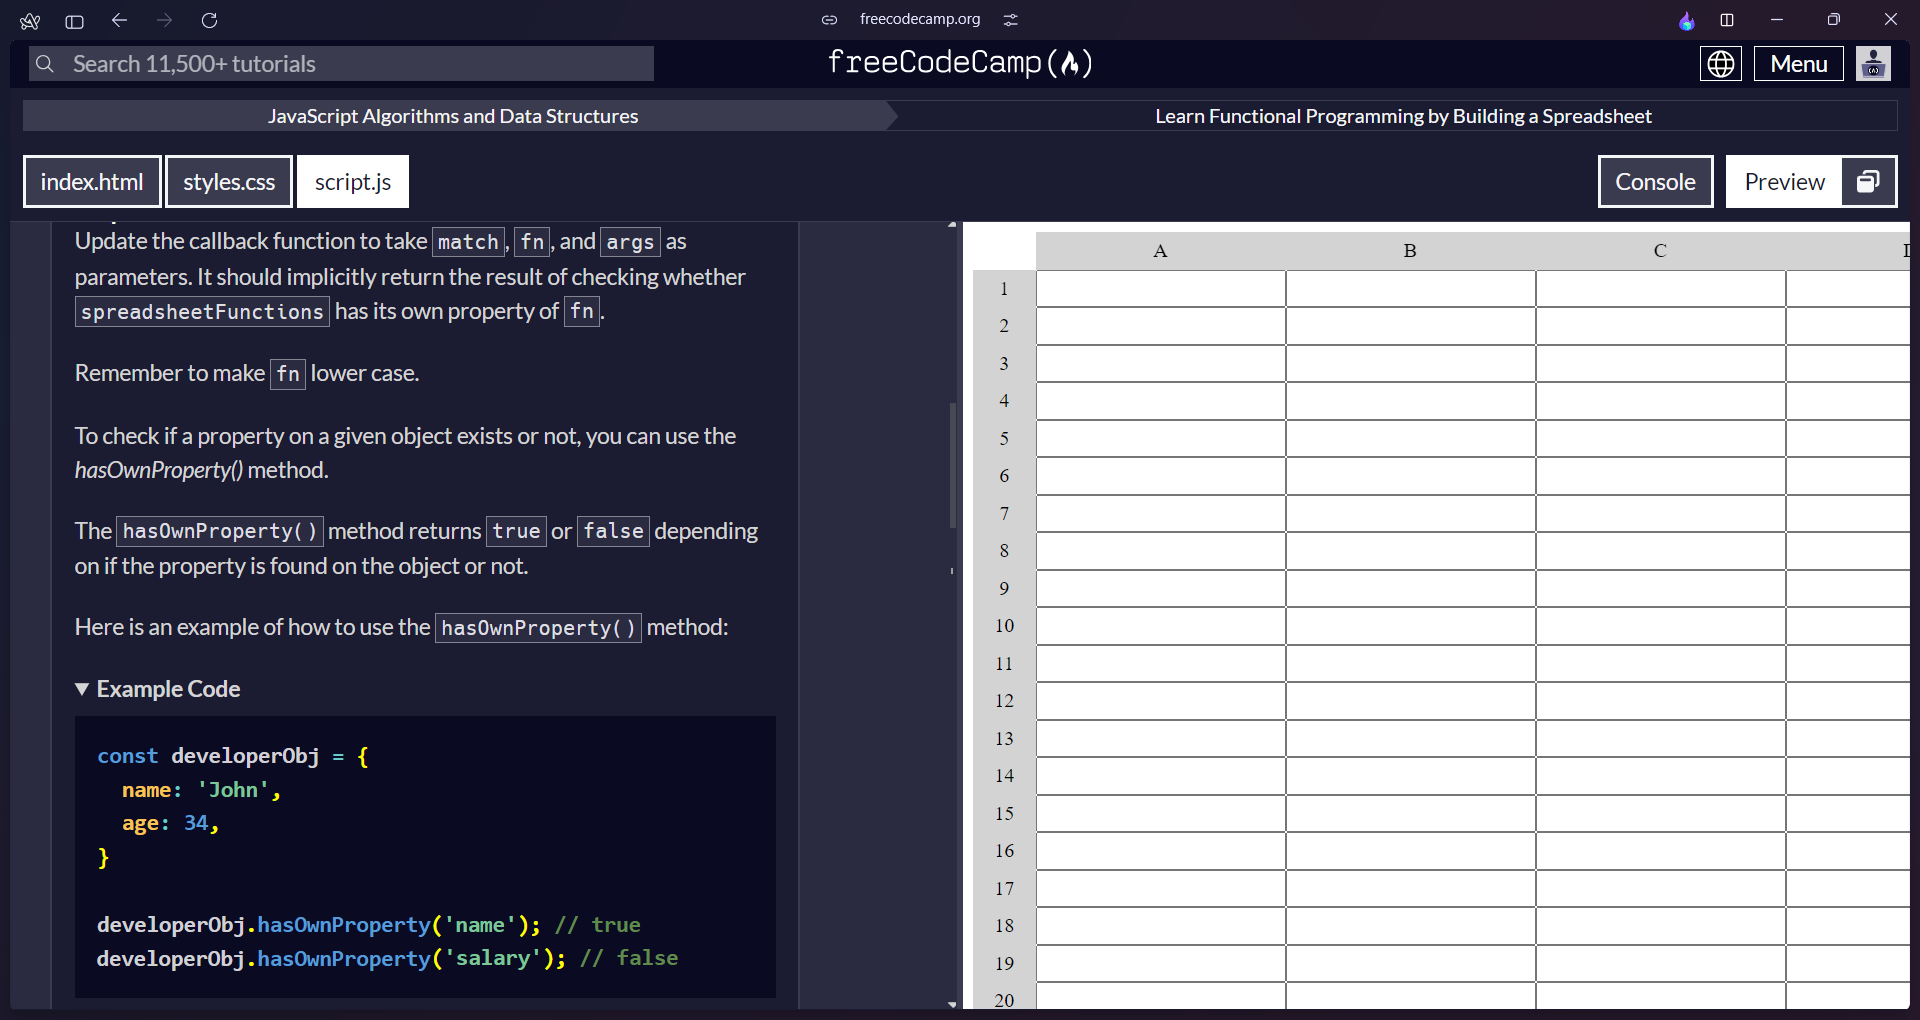 freecodecamp.org
Search 11,500+ tutorials
freeCodeCamp
Menu
JavaScript Algorithms and Data Structures
Learn Functional Programming by Building a Spreadsheet
index.html
styles.css
script.js
Console
Preview
Update the callback function to take match, fn, and args as
parameters. It should implicitly return the result of checking whether
spreadsheetFunctions has its own property of fn.
Remember to make fn lower case.
To check if a property on a given object exists or not, you can use the
hasOwnProperty() method.
The hasOwnProperty() method returns true or false depending
on if the property is found on the object or not.
Here is an example of how to use the hasOwnProperty() method:
▼ Example Code
const developerObj = {
name: 'John',
age: 34,
}
developerObj.hasOwnProperty('name'); // true
developerObj.hasOwnProperty('salary'); // false
A B C
1
2
3
4
5
6
7
8
9
10
11
12
13
14
15
16
17
18
19
20